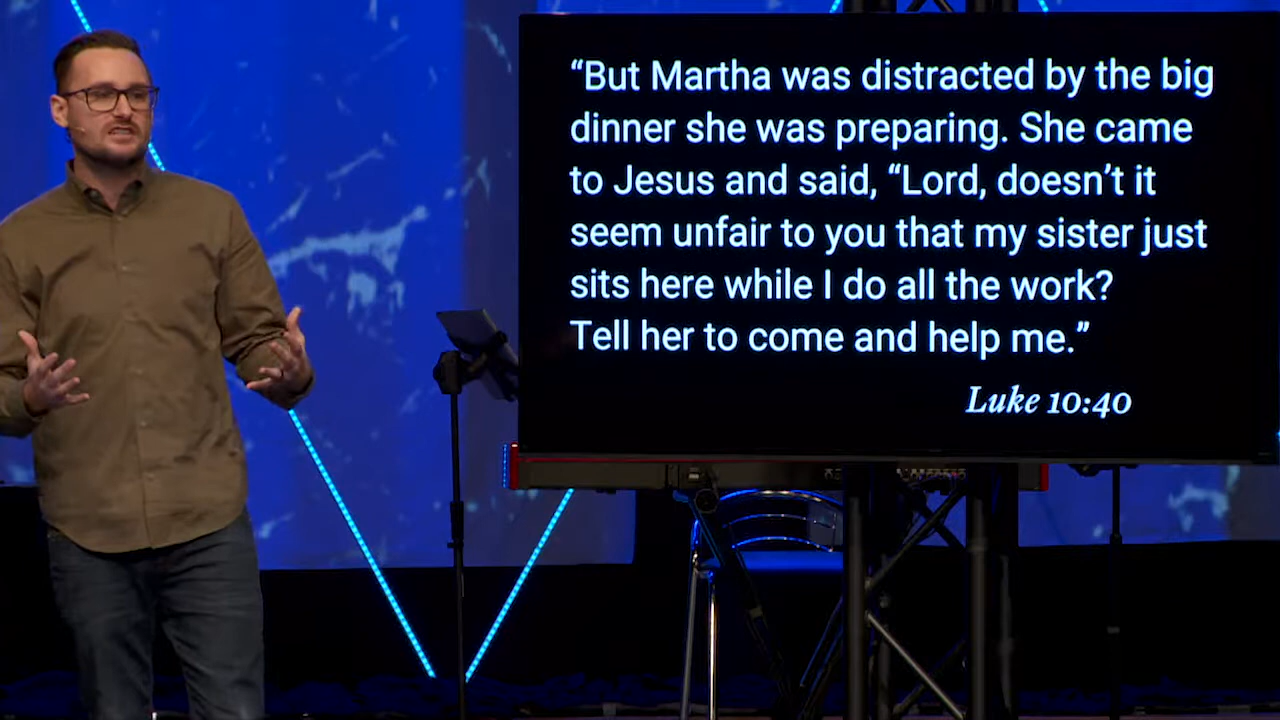 “But Martha was distracted by the big
dinner she was preparing. She came
to Jesus and said, “Lord, doesn’t it
seem unfair to you that my sister just
sits here while I do all the work?
Tell her to come and help me.”
Luke 10:40